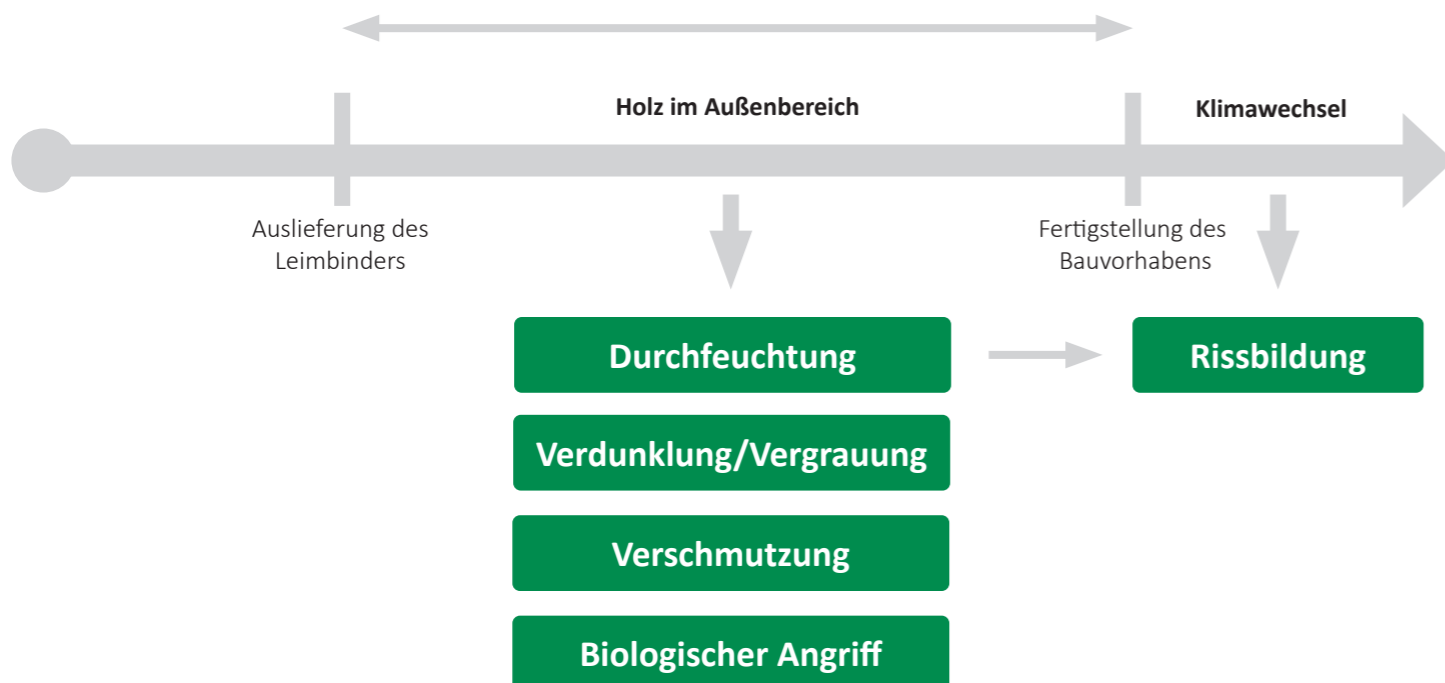 Holz im Außenbereich
Klimawechsel
Auslieferung des
Leimbinders
Fertigstellung des
Bauvorhabens
Durchfeuchtung
Rissbildung
Verdunklung/Vergrauung
Verschmutzung
Biologischer Angriff